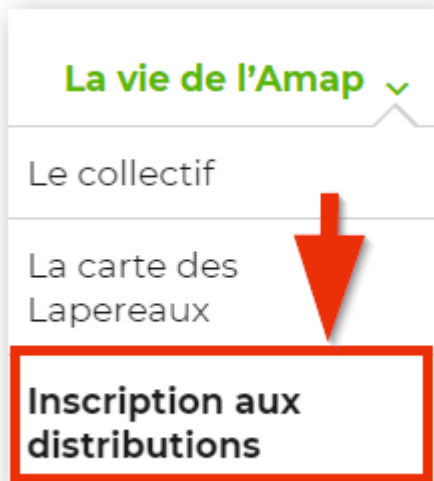 La vie de l'Amap
Le collectif
La carte des
Lapereaux
Inscription aux
distributions